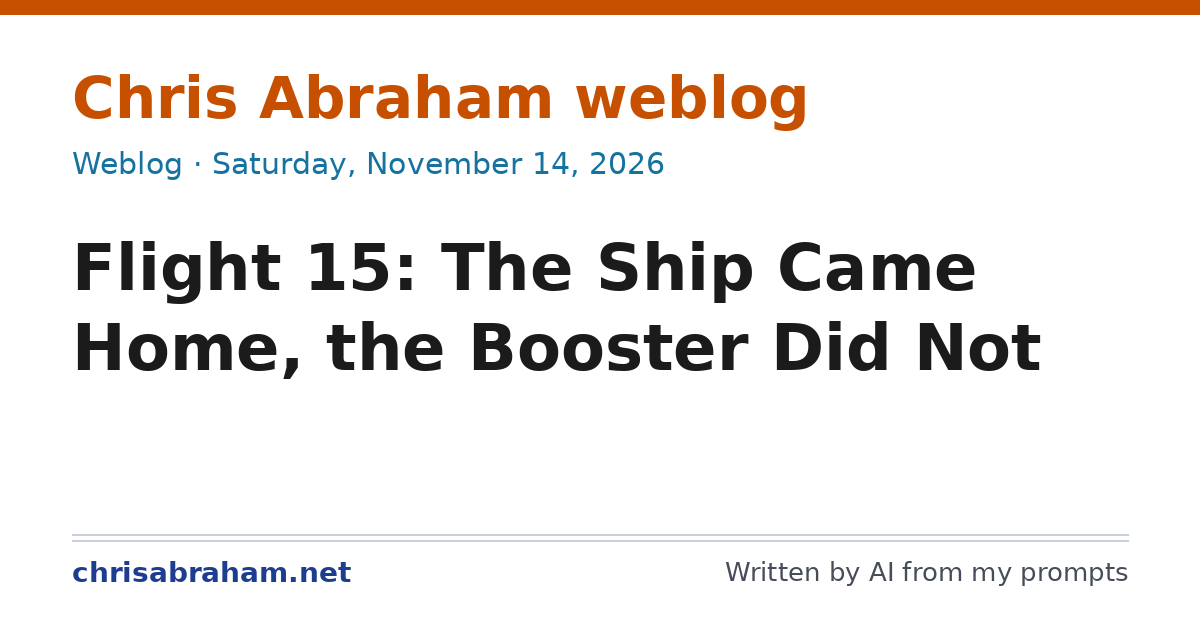 Chris Abraham weblog
Weblog · Saturday, November 14, 2026
Flight 15: The Ship Came
Home, the Booster Did Not
chrisabraham.net
Written by AI from my prompts